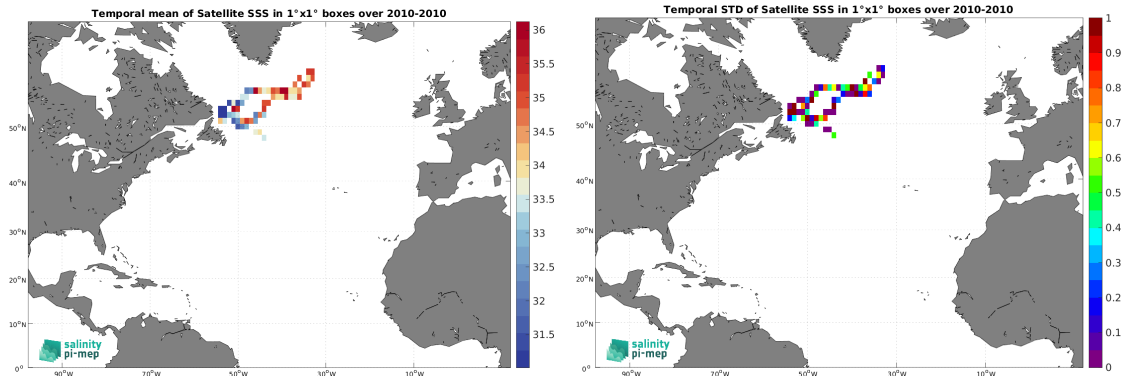 Temporal mean of Satellite SSS in 1°x1° boxes over 2010-2010
36
35.5
35
34.5
34
33.5
33
32.5
32
31.5
50°N
40°N
30°N
20°N
10°N
0°
90°W
70°W
50°W
30°W
10°W
salinity
pi-mep
Temporal STD of Satellite SSS in 1°x1° boxes over 2010-2010
1
0.9
0.8
0.7
0.6
0.5
0.4
0.3
0.2
0.1
0
50°N
40°N
30°N
20°N
10°N
0°
90°W
70°W
50°W
30°W
10°W
salinity
pi-mep